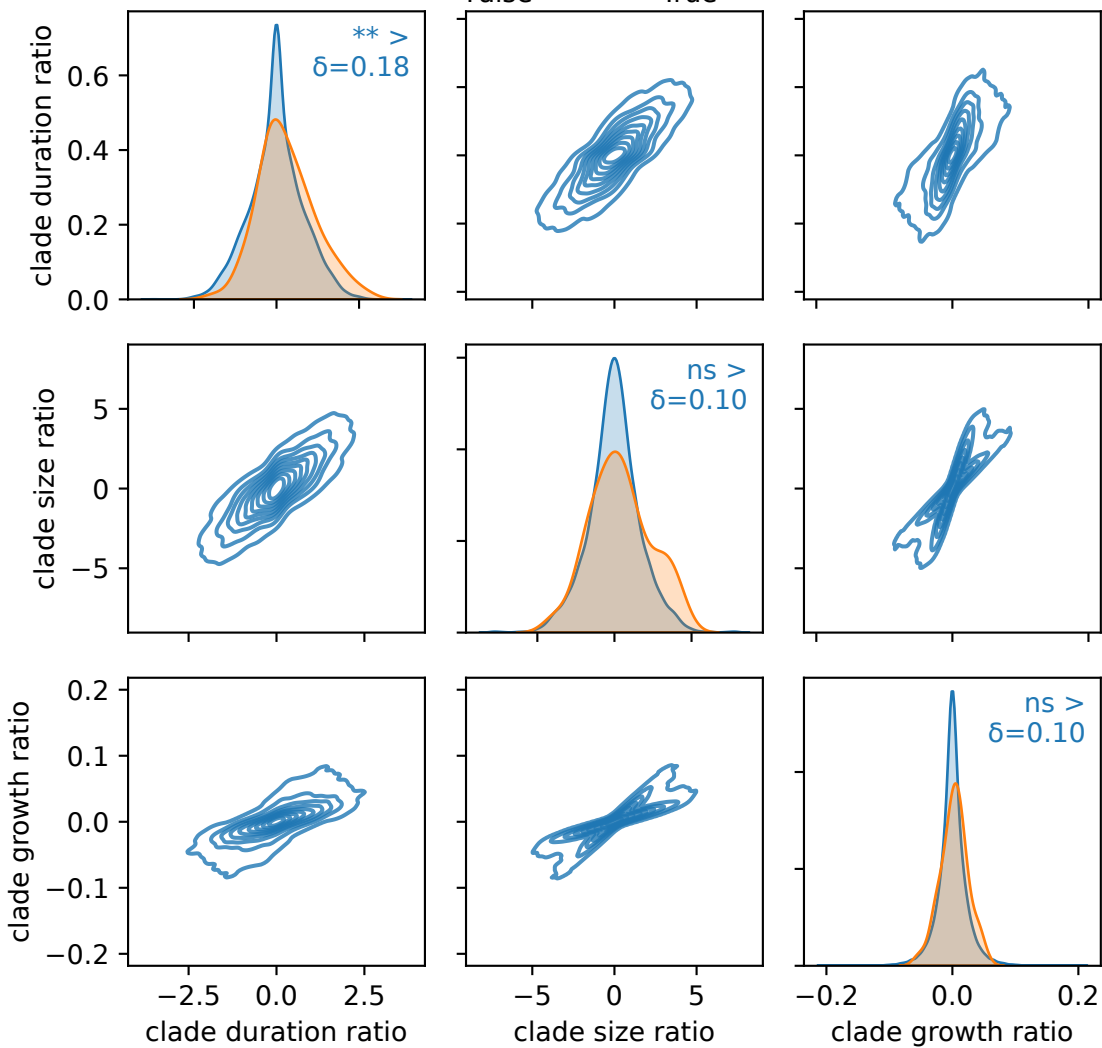 clade duration ratio
0.6
0.4
0.2
0.0
** >
δ=0.18
clade size ratio
5
0
−5
ns >
δ=0.10
clade growth ratio
0.2
0.1
0.0
−0.1
−0.2
ns >
δ=0.10
−2.5 0.0 2.5
−5 0 5
−0.2 0.0 0.2
clade duration ratio
clade size ratio
clade growth ratio